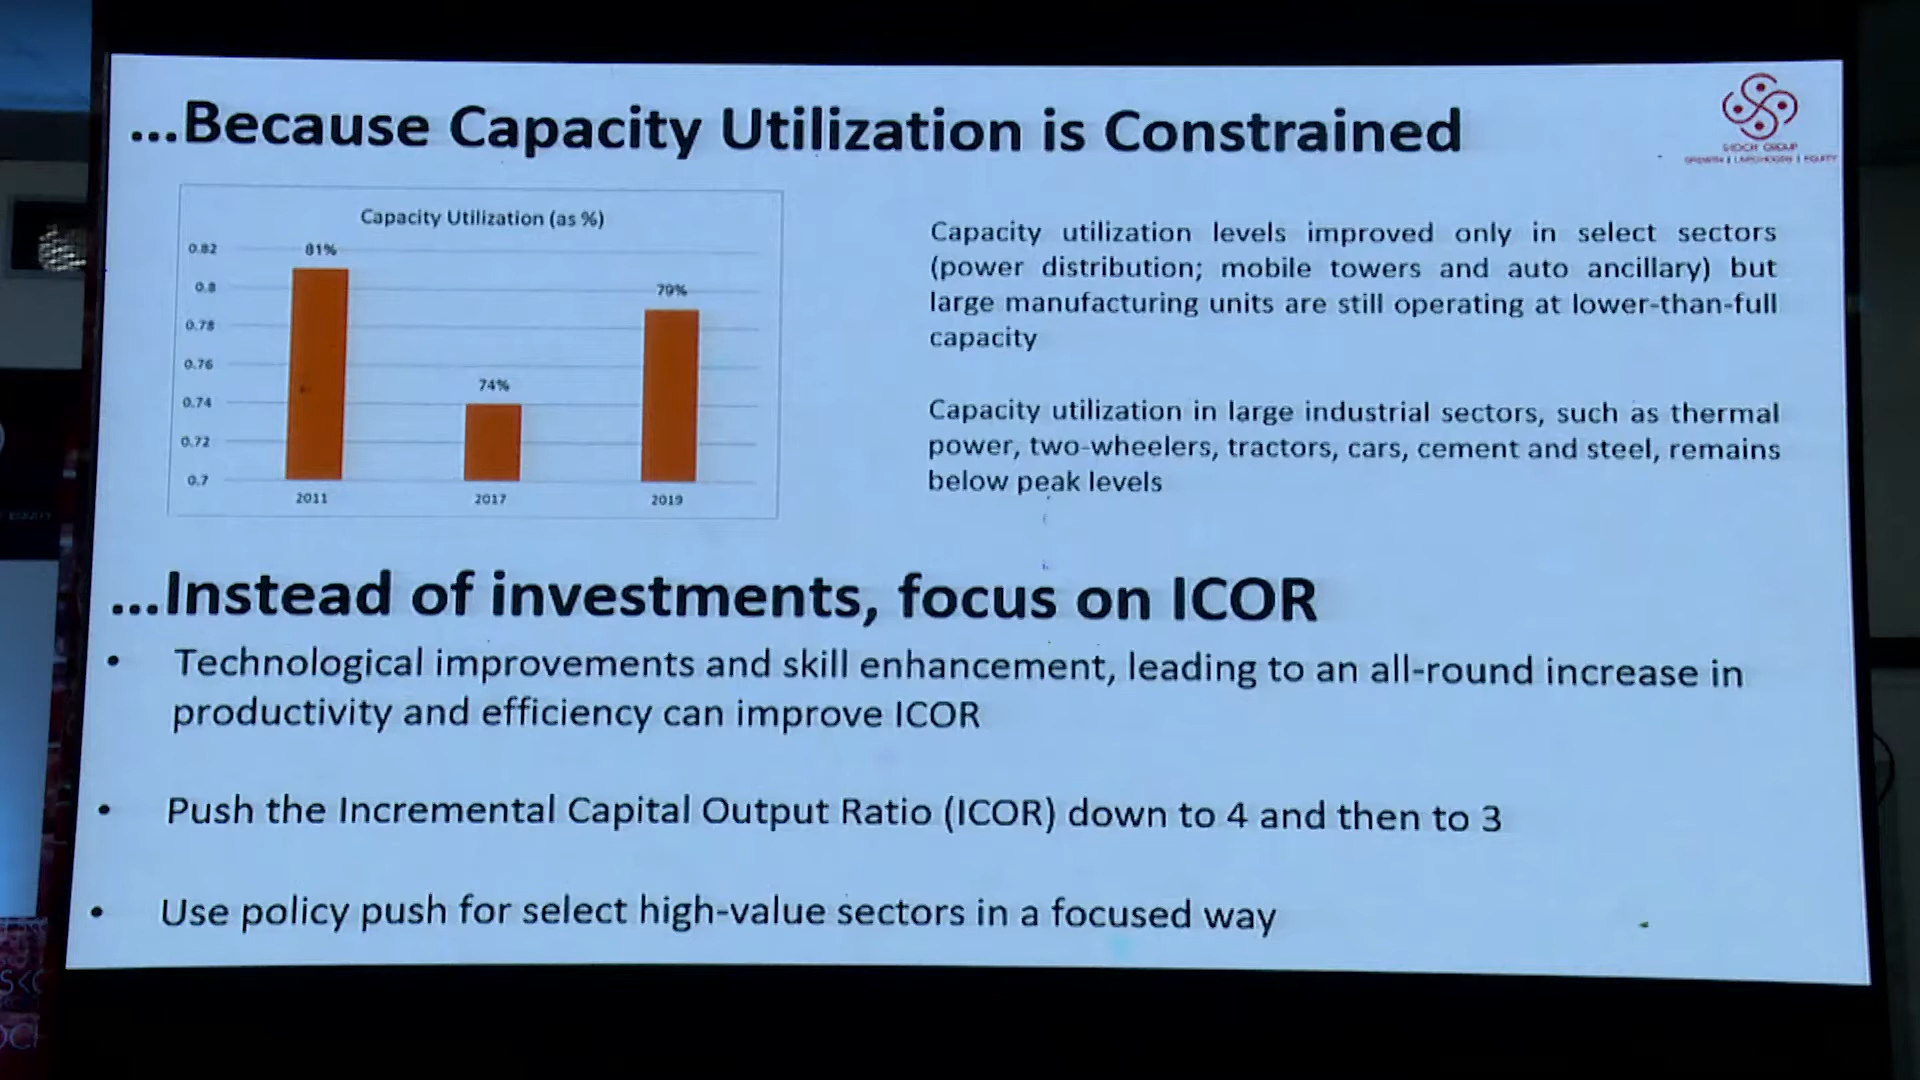 ...Because Capacity Utilization is Constrained
SKOCH GROUP
Capacity Utilization (as %)
0.82
0.8
0.78
0.76
0.74
0.72
0.7
81%
74%
79%
2011
2017
2019
Capacity utilization levels improved only in select sectors
(power distribution; mobile towers and auto ancillary) but
large manufacturing units are still operating at lower-than-full
capacity
Capacity utilization in large industrial sectors, such as thermal
power, two-wheelers, tractors, cars, cement and steel, remains
below peak levels
...Instead of investments, focus on ICOR
• Technological improvements and skill enhancement, leading to an all-round increase in
productivity and efficiency can improve ICOR
• Push the Incremental Capital Output Ratio (ICOR) down to 4 and then to 3
• Use policy push for select high-value sectors in a focused way